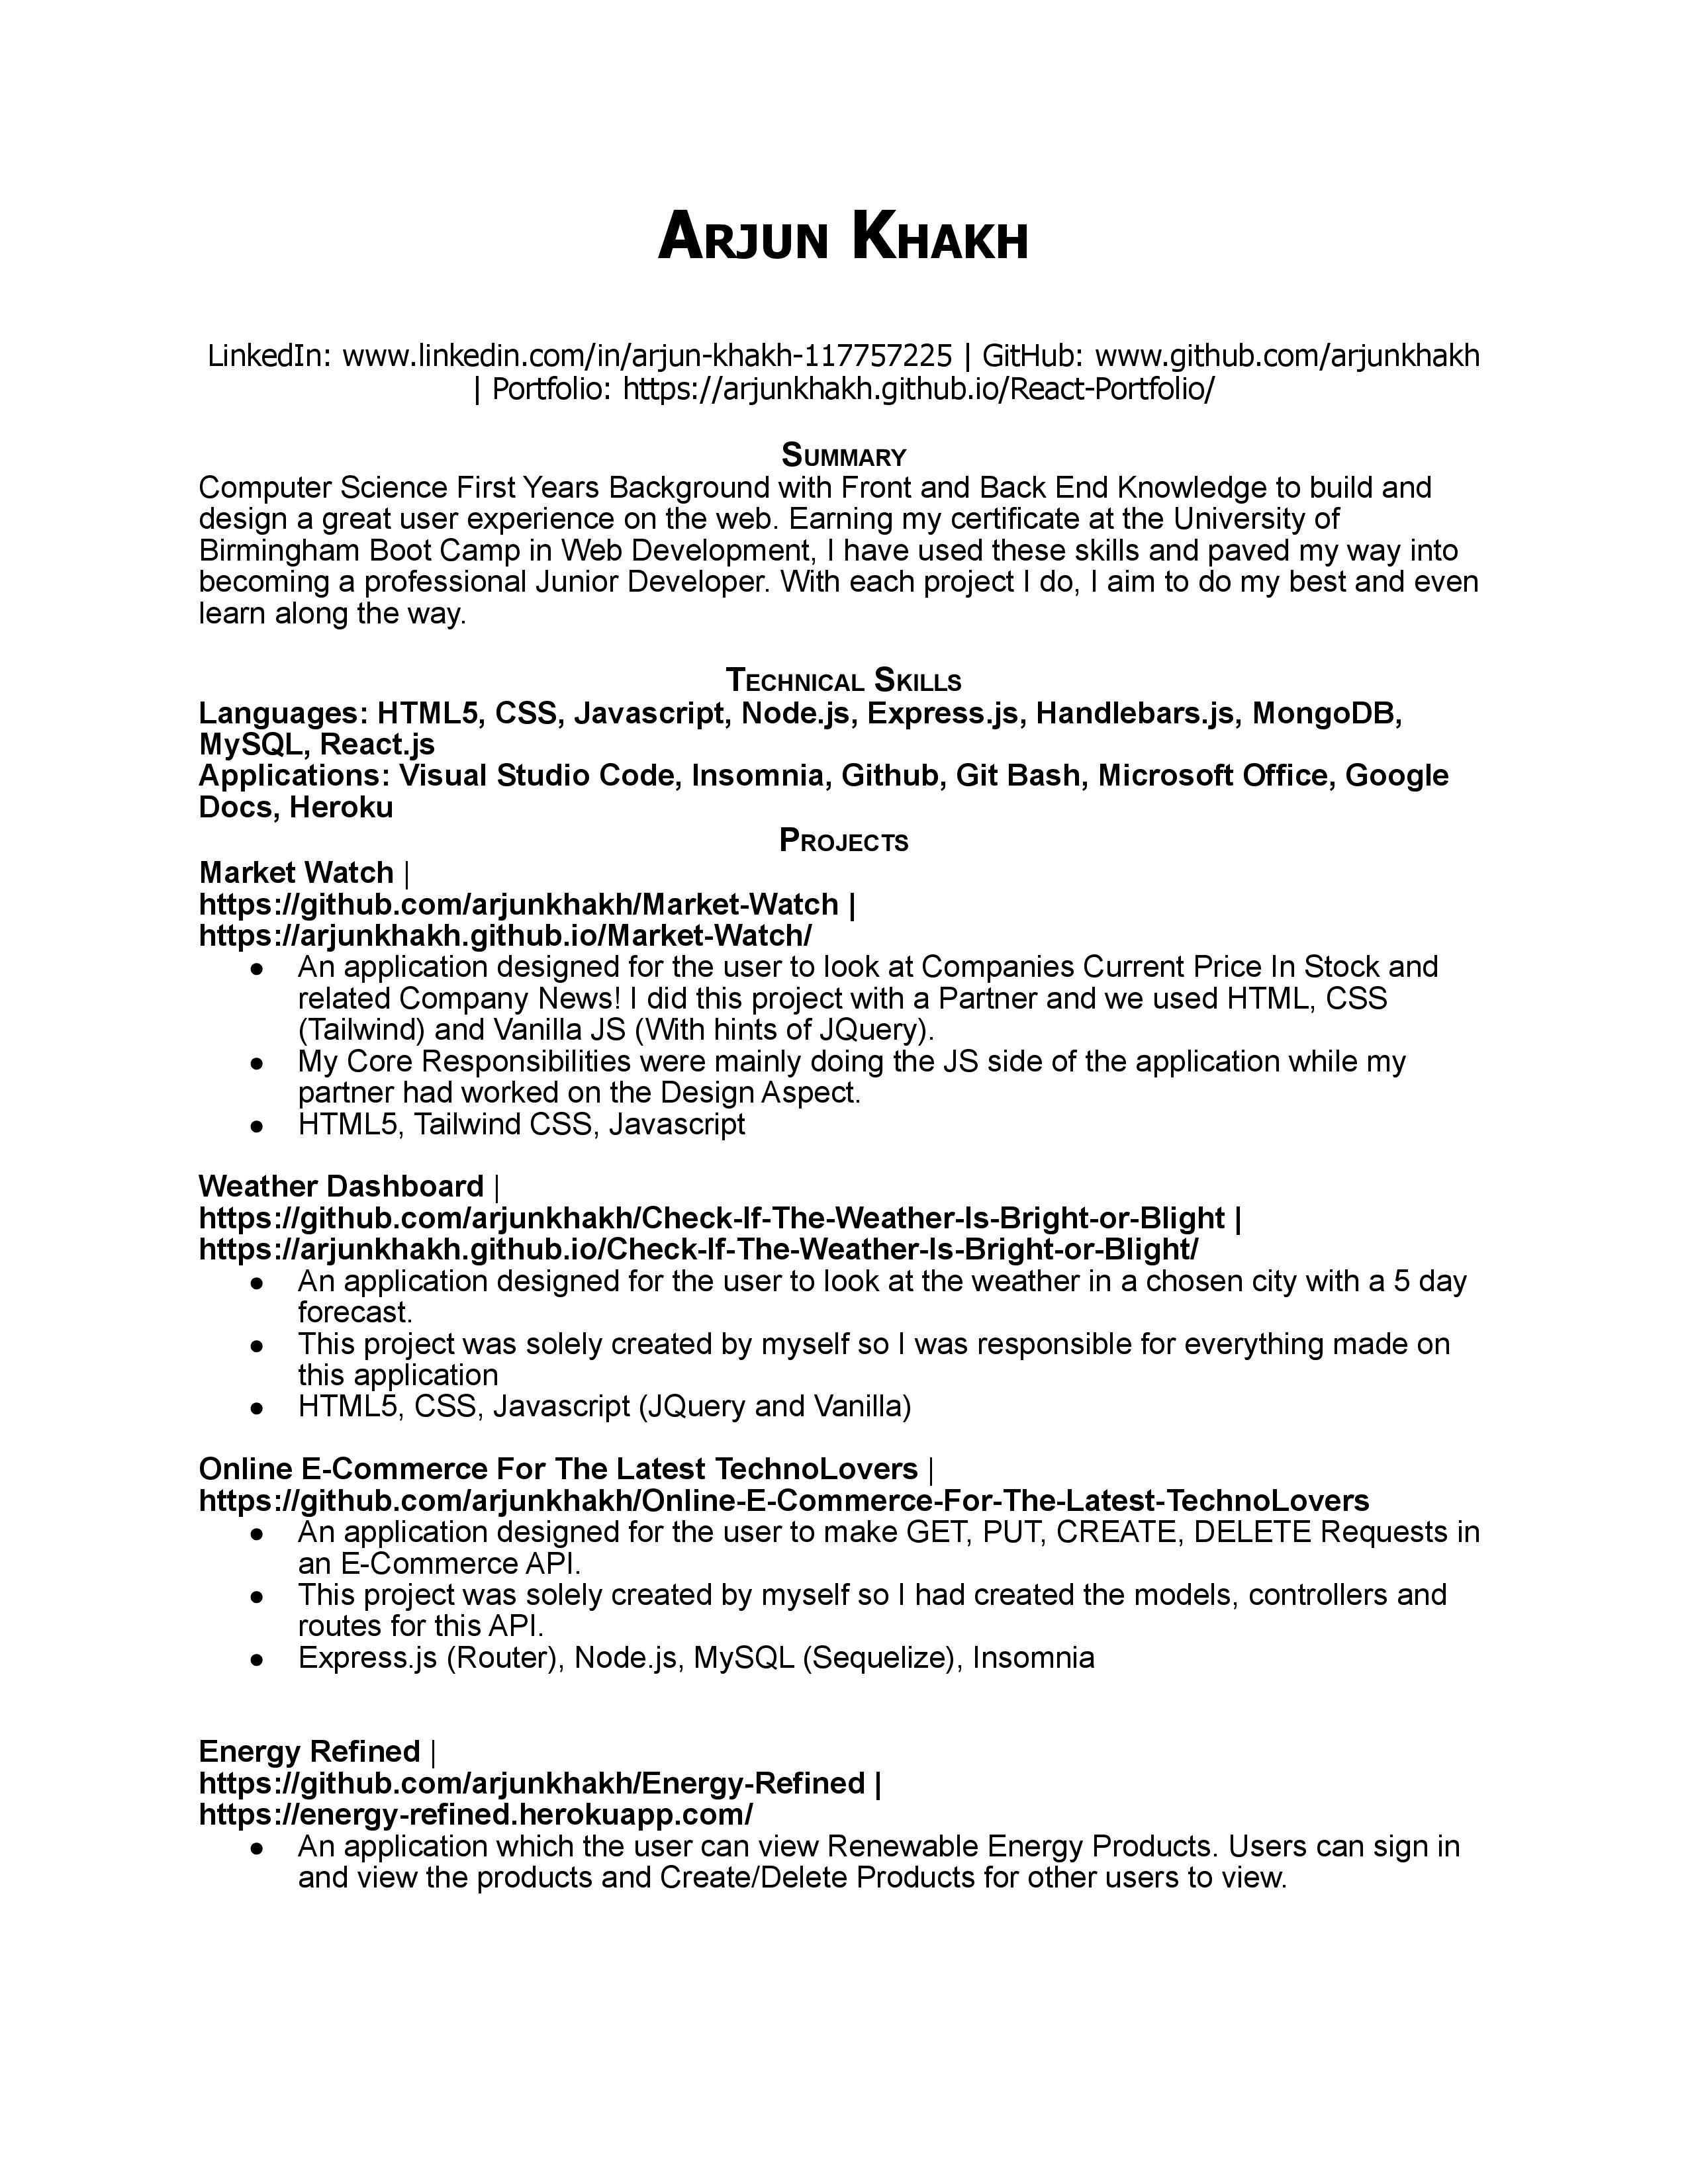 Arjun Khakh
LinkedIn: www.linkedin.com/in/arjun-khakh-117757225 | GitHub: www.github.com/arjunkhakh
| Portfolio: https://arjunkhakh.github.io/React-Portfolio/
Summary
Computer Science First Years Background with Front and Back End Knowledge to build and
design a great user experience on the web. Earning my certificate at the University of
Birmingham Boot Camp in Web Development, I have used these skills and paved my way into
becoming a professional Junior Developer. With each project I do, I aim to do my best and even
learn along the way.
Technical Skills
Languages: HTML5, CSS, Javascript, Node.js, Express.js, Handlebars.js, MongoDB,
MySQL, React.js
Applications: Visual Studio Code, Insomnia, Github, Git Bash, Microsoft Office, Google
Docs, Heroku
Projects
Market Watch |
https://github.com/arjunkhakh/Market-Watch |
https://arjunkhakh.github.io/Market-Watch/
● An application designed for the user to look at Companies Current Price In Stock and
related Company News! I did this project with a Partner and we used HTML, CSS
(Tailwind) and Vanilla JS (With hints of JQuery).
● My Core Responsibilities were mainly doing the JS side of the application while my
partner had worked on the Design Aspect.
● HTML5, Tailwind CSS, Javascript
Weather Dashboard |
https://github.com/arjunkhakh/Check-If-The-Weather-Is-Bright-or-Blight |
https://arjunkhakh.github.io/Check-If-The-Weather-Is-Bright-or-Blight/
● An application designed for the user to look at the weather in a chosen city with a 5 day
forecast.
● This project was solely created by myself so I was responsible for everything made on
this application
● HTML5, CSS, Javascript (JQuery and Vanilla)
Online E-Commerce For The Latest TechnoLovers |
https://github.com/arjunkhakh/Online-E-Commerce-For-The-Latest-TechnoLovers
● An application designed for the user to make GET, PUT, CREATE, DELETE Requests in
an E-Commerce API.
● This project was solely created by myself so I had created the models, controllers and
routes for this API.
● Express.js (Router), Node.js, MySQL (Sequelize), Insomnia
Energy Refined |
https://github.com/arjunkhakh/Energy-Refined |
https://energy-refined.herokuapp.com/
● An application which the user can view Renewable Energy Products. Users can sign in
and view the products and Create/Delete Products for other users to view.